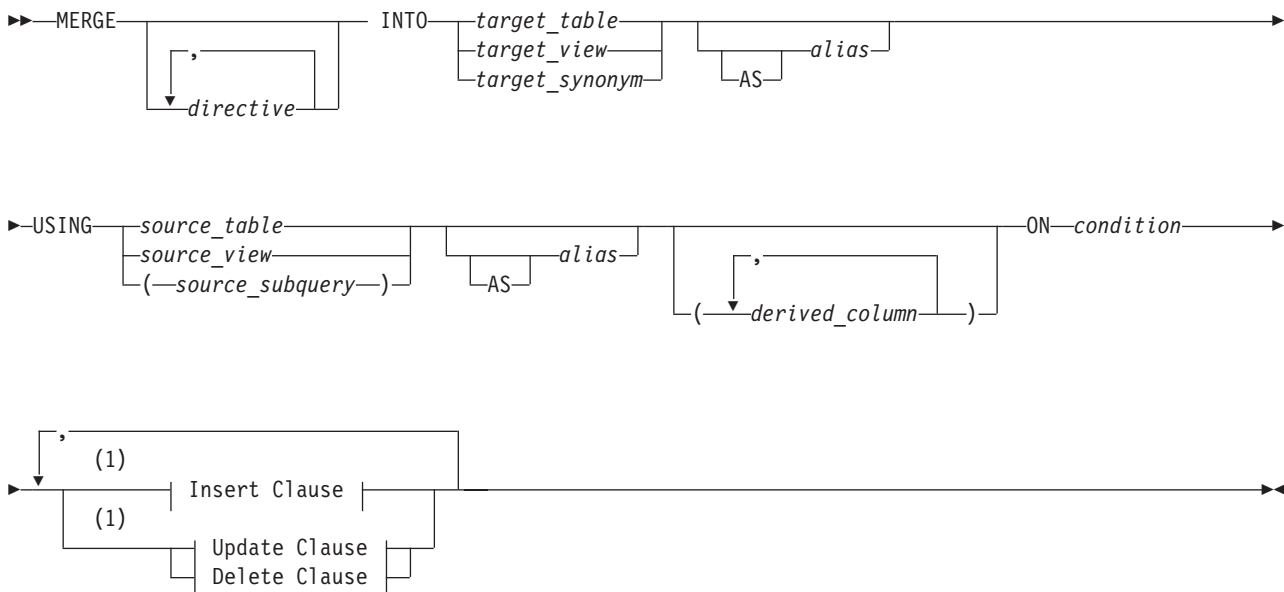 MERGE INTO target_table alias
,
target_view
target_synonym AS
directive
USING source_table ON condition
source_view alias ,
( source_subquery ) AS
( derived_column )
,
(1)
Insert Clause
(1)
Update Clause
Delete Clause